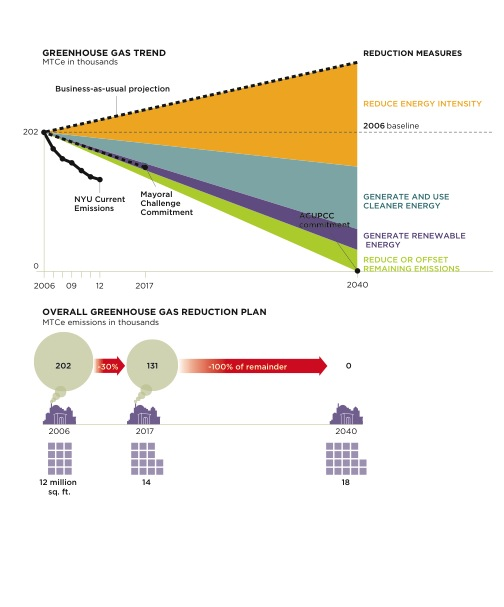 GREENHOUSE GAS TREND
MTCe in thousands
REDUCTION MEASURES
Business-as-usual projection
REDUCE ENERGY INTENSITY
2006 baseline
202
NYU Current
Emissions
Mayoral
Challenge
Commitment
ACUPCC
commitment
GENERATE AND USE
CLEANER ENERGY
GENERATE RENEWABLE
ENERGY
REDUCE OR OFFSET
REMAINING EMISSIONS
0
2006 09 12 2017 2040
OVERALL GREENHOUSE GAS REDUCTION PLAN
MTCe emissions in thousands
202 -30% 131 -100% of remainder 0
2006 2017 2040
12 million
sq. ft.
14 18